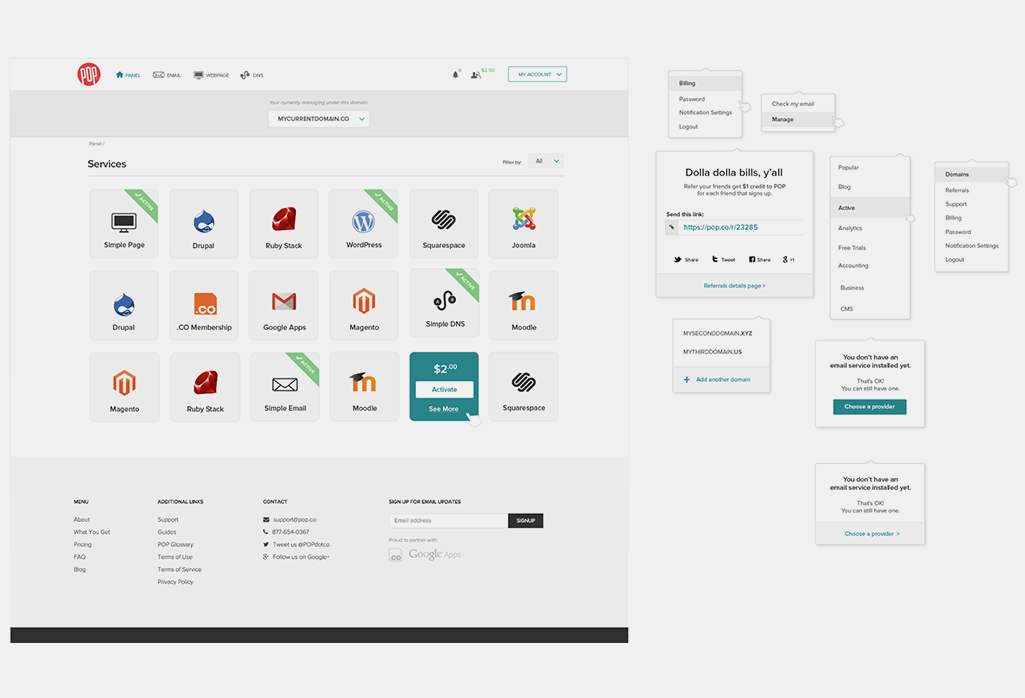 POP
PANEL
EMAIL
WEBPAGE
DNS
$2.50
MY ACCOUNT
Your currently managing under this domain:
MYCURRENTDOMAIN.CO
Panel /
Services
Filter by:
All
ACTIVE
Simple Page
Drupal
Ruby Stack
ACTIVE
WordPress
Squarespace
Joomla
Drupal
.CO
.CO Membership
Google Apps
Magento
ACTIVE
Simple DNS
Moodle
Magento
Ruby Stack
ACTIVE
Simple Email
Moodle
$2.00
Activate
See More
Squarespace
MENU
About
What You Get
Pricing
FAQ
Blog
ADDITIONAL LINKS
Support
Guides
POP Glossary
Terms of Use
Terms of Service
Privacy Policy
CONTACT
support@pop.co
877-654-0367
Tweet us @POPdotco
Follow us on Google+
SIGN UP FOR EMAIL UPDATES
Email address
SIGNUP
Proud to partner with:
.co
Google Apps
Billing
Password
Notification Settings
Logout
Check my email
Manage
Dolla dolla bills, y'all
Refer your friends get $1 credit to POP
for each friend that signs up.
Send this link:
https://pop.co/r/23285
Share
Tweet
Share
+1
Referrals details page >
Popular
Blog
Active
Analytics
Free Trials
Accounting
Business
CMS
Domains
Referrals
Support
Billing
Password
Notification Settings
Logout
MYSECONDDOMAIN.XYZ
MYTHIRDDOMAIN.US
+ Add another domain
You don't have an
email service installed yet.
That's OK!
You can still have one.
Choose a provider
You don't have an
email service installed yet.
That's OK!
You can still have one.
Choose a provider >